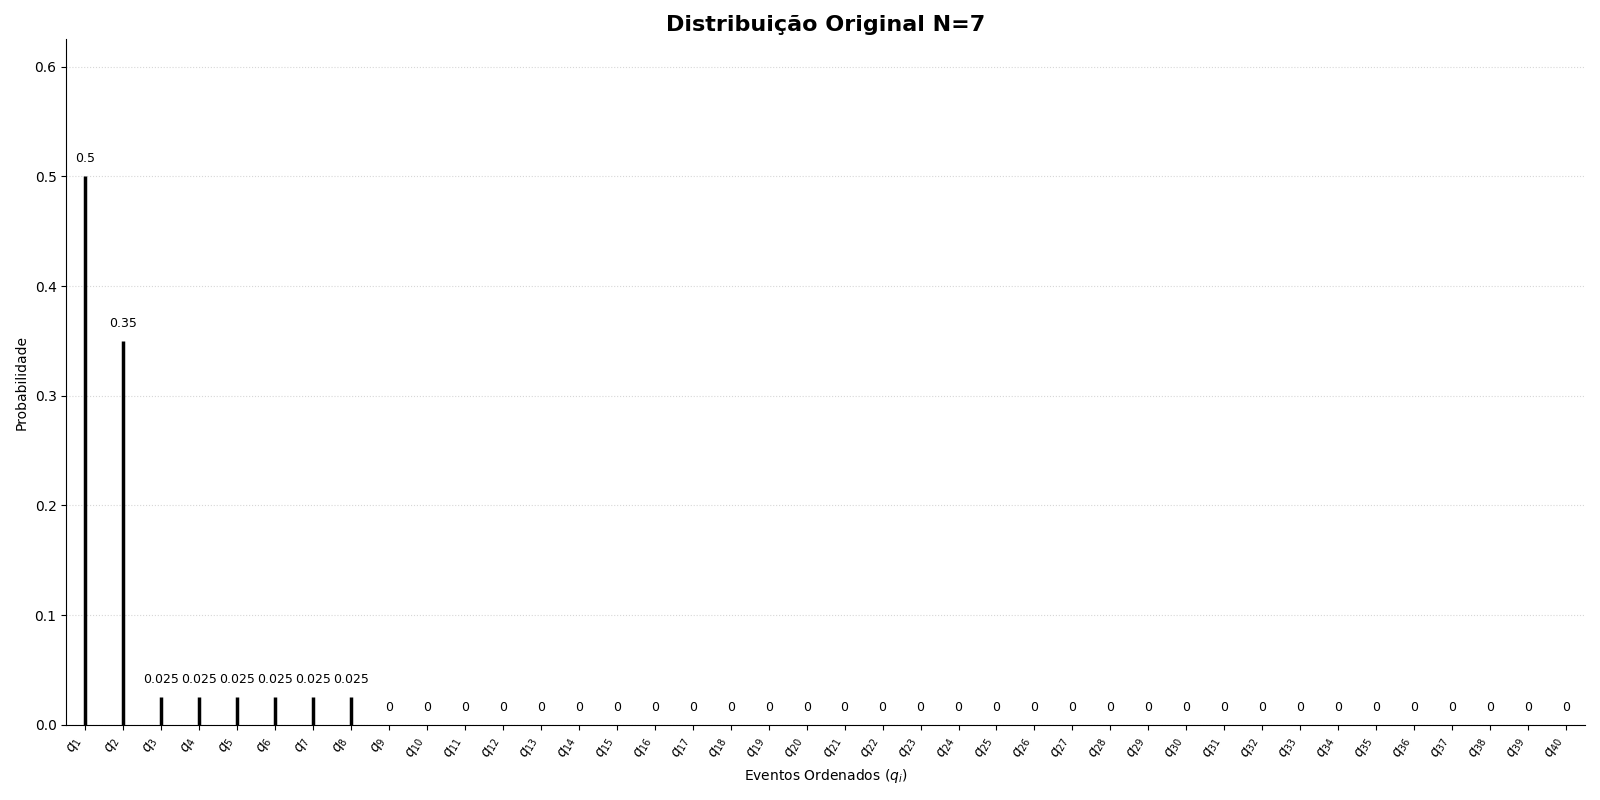 Distribuição Original N=7
0.6
0.5
0.4
0.3
0.2
0.1
0.0
Probabilidade
0.5
0.35
0.025 0.025 0.025 0.025 0.025 0.025
0 0 0 0 0 0 0 0 0 0 0 0 0 0 0 0 0 0 0 0 0 0 0 0 0 0 0 0 0 0 0 0
q1 q2 q3 q4 q5 q6 q7 q8 q9 q10 q11 q12 q13 q14 q15 q16 q17 q18 q19 q20 q21 q22 q23 q24 q25 q26 q27 q28 q29 q30 q31 q32 q33 q34 q35 q36 q37 q38 q39 q40
Eventos Ordenados (qi)